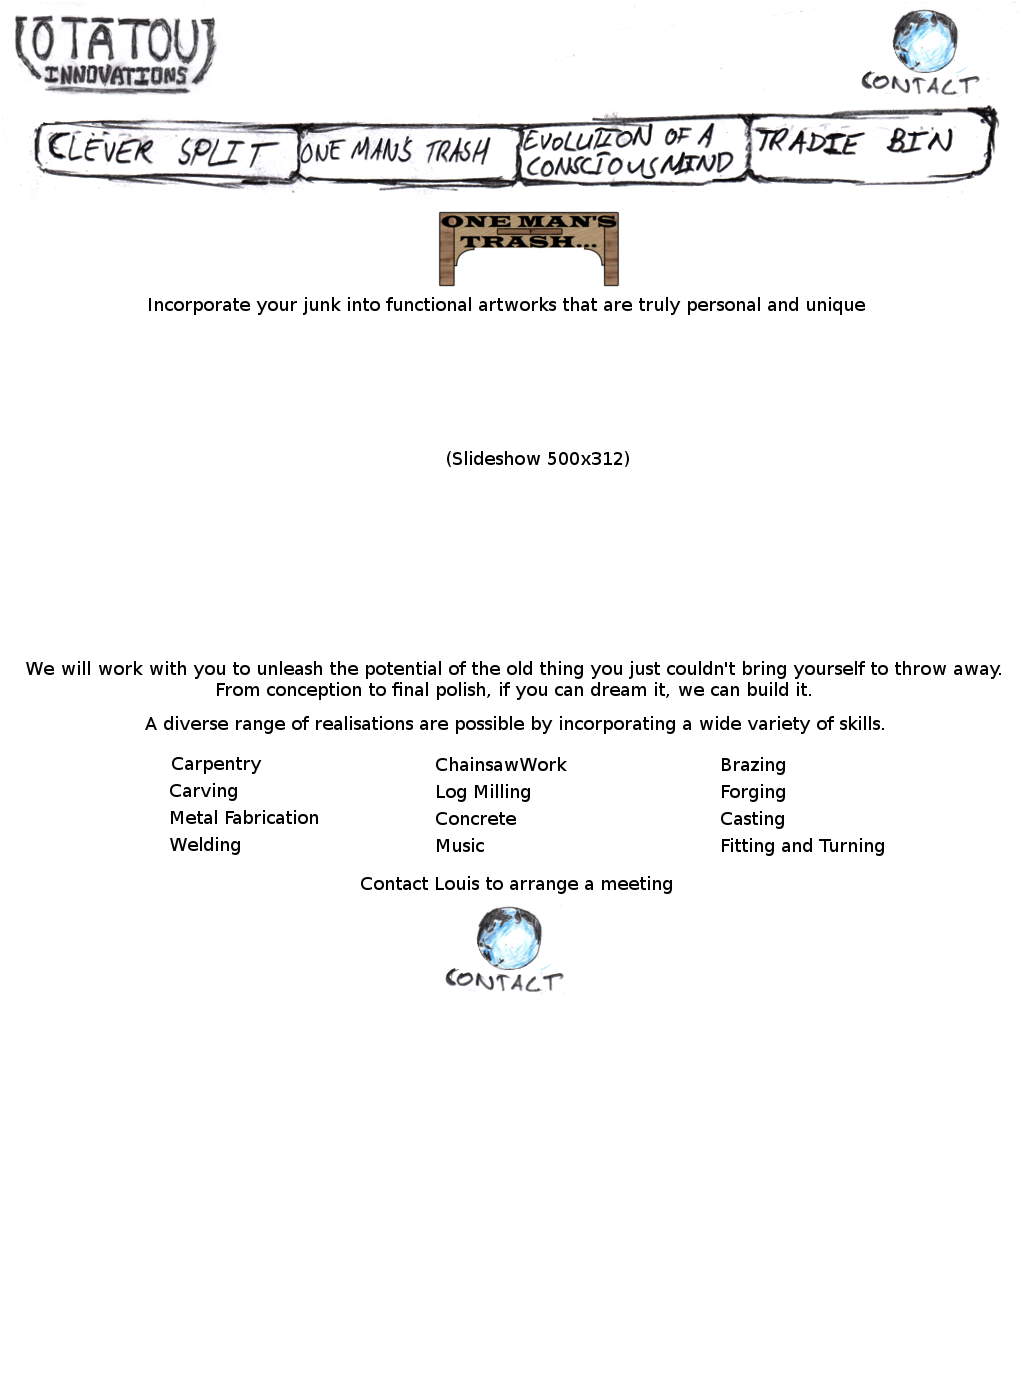 ŌTĀTOU
INNOVATIONS
CONTACT
CLEVER SPLIT
ONE MAN'S TRASH
EVOLUTION OF A
CONSCIOUS MIND
TRADIE BIN
ONE MAN'S
TRASH...
Incorporate your junk into functional artworks that are truly personal and unique
(Slideshow 500x312)
We will work with you to unleash the potential of the old thing you just couldn't bring yourself to throw away.
From conception to final polish, if you can dream it, we can build it.
A diverse range of realisations are possible by incorporating a wide variety of skills.
Carpentry
Carving
Metal Fabrication
Welding
ChainsawWork
Log Milling
Concrete
Music
Brazing
Forging
Casting
Fitting and Turning
Contact Louis to arrange a meeting
CONTACT